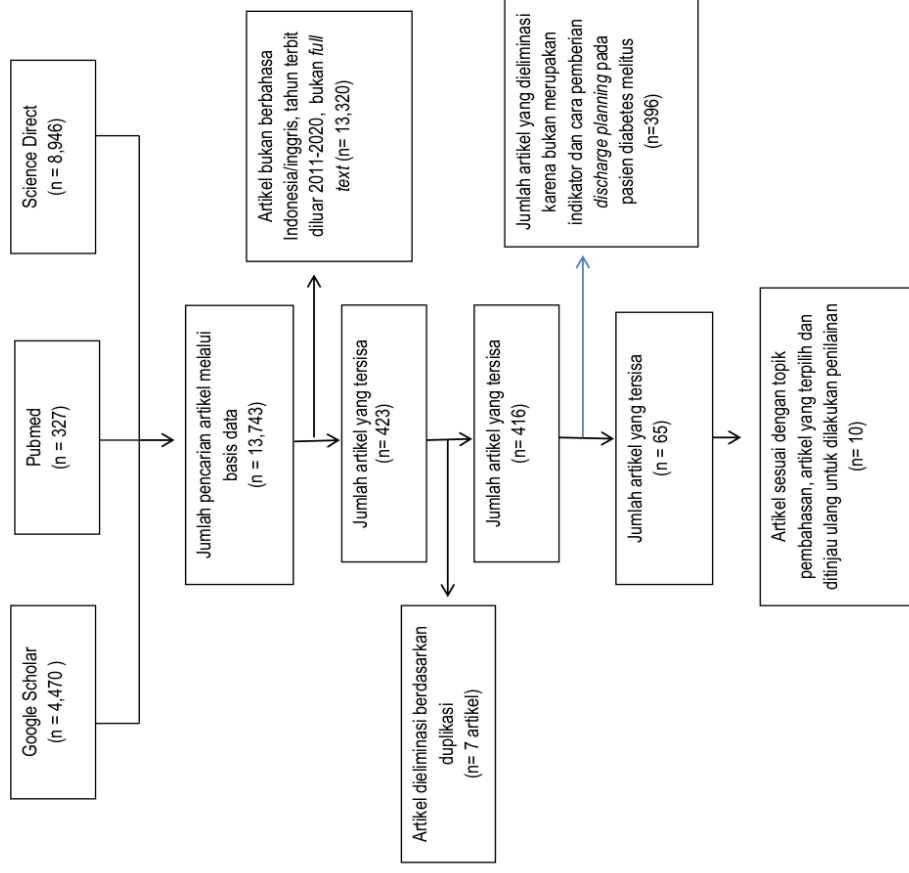 Google Scholar
(n = 4,470 )
Pubmed
(n = 327)
Science Direct
(n = 8,946)
Jumlah pencarian artikel melalui
basis data
(n = 13,743)
Artikel bukan berbahasa
Indonesia/inggris, tahun terbit
diluar 2011-2020, bukan full
text (n= 13,320)
Jumlah artikel yang tersisa
(n= 423)
Artikel dieliminasi berdasarkan
duplikasi
(n= 7 artikel)
Jumlah artikel yang tersisa
(n= 416)
Jumlah artikel yang dieliminasi
karena bukan merupakan
indikator dan cara pemberian
discharge planning pada
pasien diabetes melitus
(n=396)
Jumlah artikel yang tersisa
(n = 65)
Artikel sesuai dengan topik
pembahasan, artikel yang terpilih dan
ditinjau ulang untuk dilakukan penilainan
(n= 10)